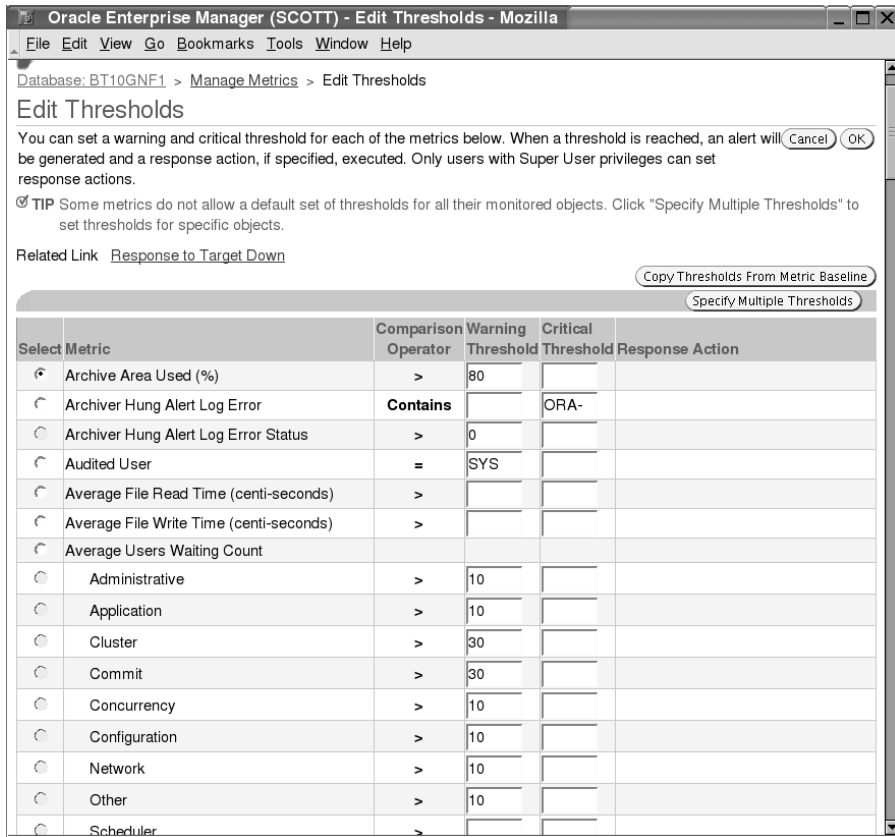 Oracle Enterprise Manager (SCOTT) - Edit Thresholds - Mozilla
File Edit View Go Bookmarks Tools Window Help
Database: BT10GNF1 > Manage Metrics > Edit Thresholds
Edit Thresholds
You can set a warning and critical threshold for each of the metrics below. When a threshold is reached, an alert will Cancel OK
be generated and a response action, if specified, executed. Only users with Super User privileges can set
response actions.
TIP Some metrics do not allow a default set of thresholds for all their monitored objects. Click "Specify Multiple Thresholds" to
set thresholds for specific objects.
Related Link Response to Target Down
Copy Thresholds From Metric Baseline
Specify Multiple Thresholds
Comparison Warning Critical
Select Metric Operator Threshold Threshold Response Action
Archive Area Used (%) > 80
Archiver Hung Alert Log Error Contains ORA-
Archiver Hung Alert Log Error Status > 0
Audited User = SYS
Average File Read Time (centi-seconds) >
Average File Write Time (centi-seconds) >
Average Users Waiting Count
Administrative > 10
Application > 10
Cluster > 30
Commit > 30
Concurrency > 10
Configuration > 10
Network > 10
Other > 10
Scheduler >